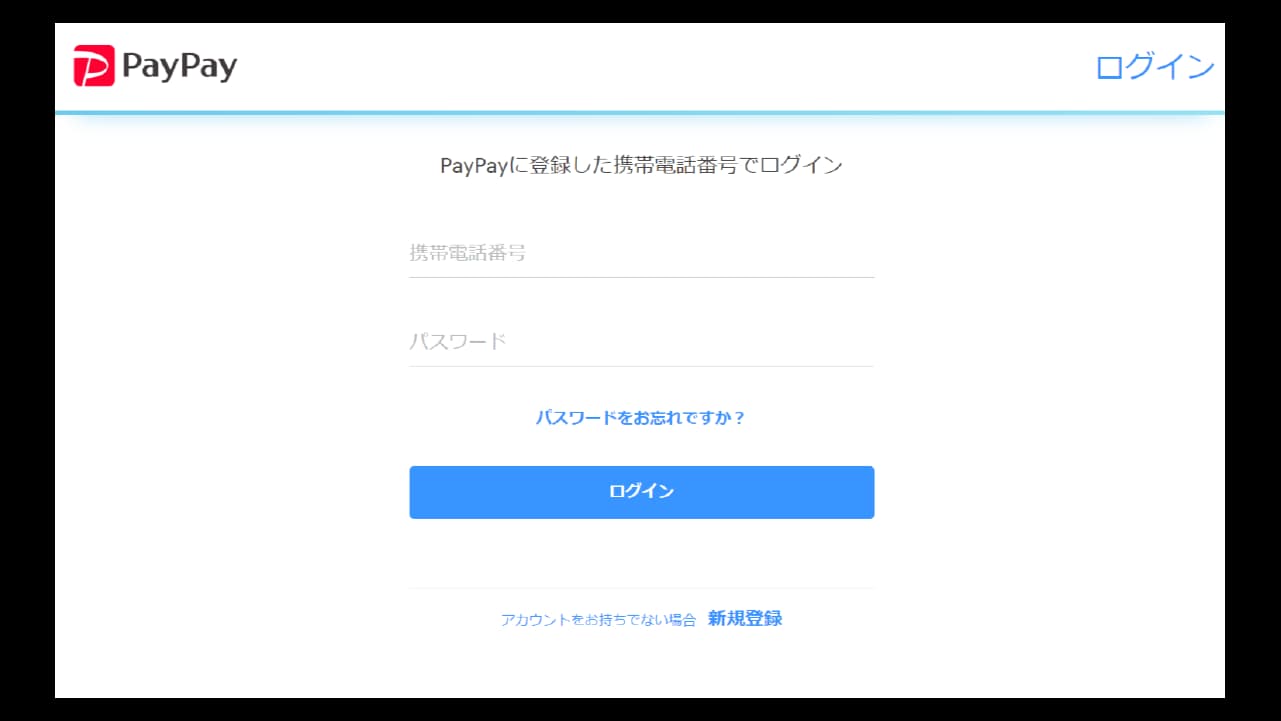 PayPay
ログイン
PayPayに登録した携帯電話番号でログイン
携帯電話番号
パスワード
パスワードをお忘れですか？
ログイン
アカウントをお持ちでない場合 新規登録